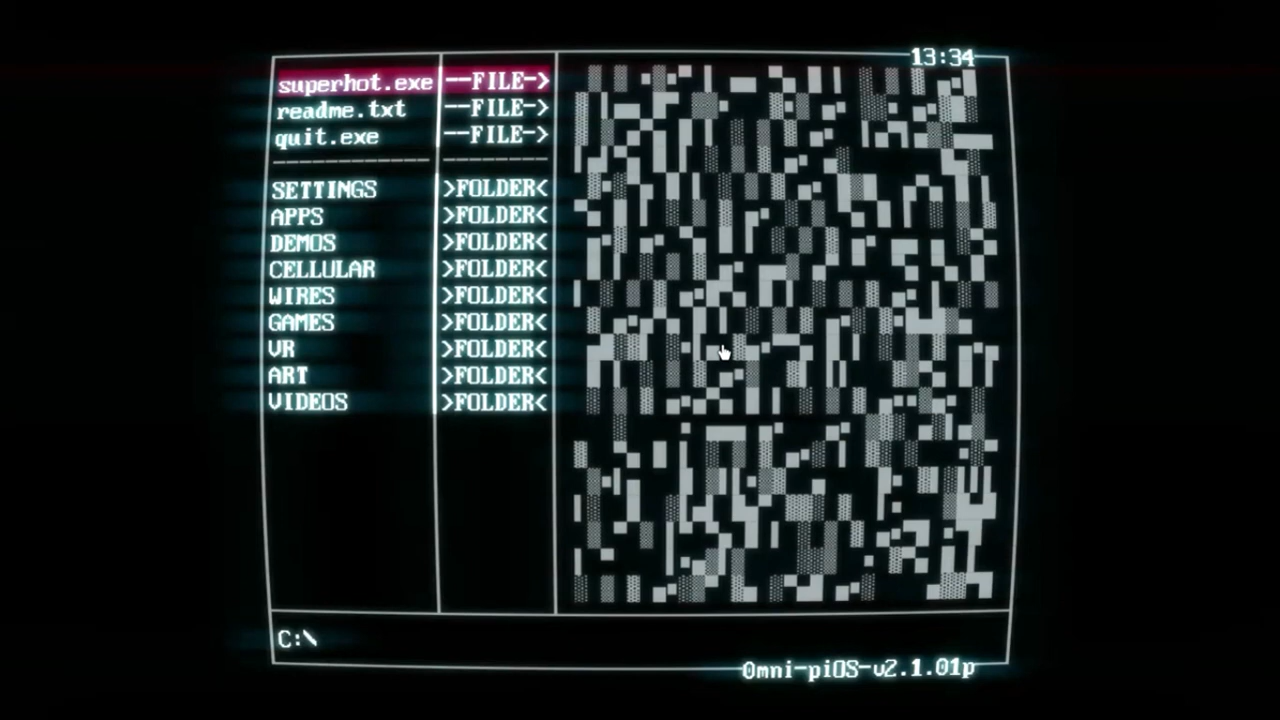 13:34
superhot.exe --FILE->
readme.txt --FILE->
quit.exe --FILE->
SETTINGS >FOLDER<
APPS >FOLDER<
DEMOS >FOLDER<
CELLULAR >FOLDER<
WIRES >FOLDER<
GAMES >FOLDER<
VR >FOLDER<
ART >FOLDER<
VIDEOS >FOLDER<
C:\
Omni-piOS-v2.1.01p